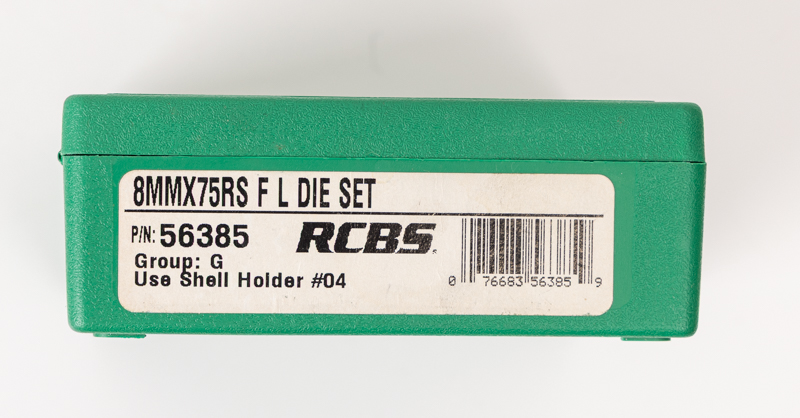 8MMX75RS F L DIE SET
P/N: 56385
RCBS.
Group: G
Use Shell Holder #04
0 76683 56385 9